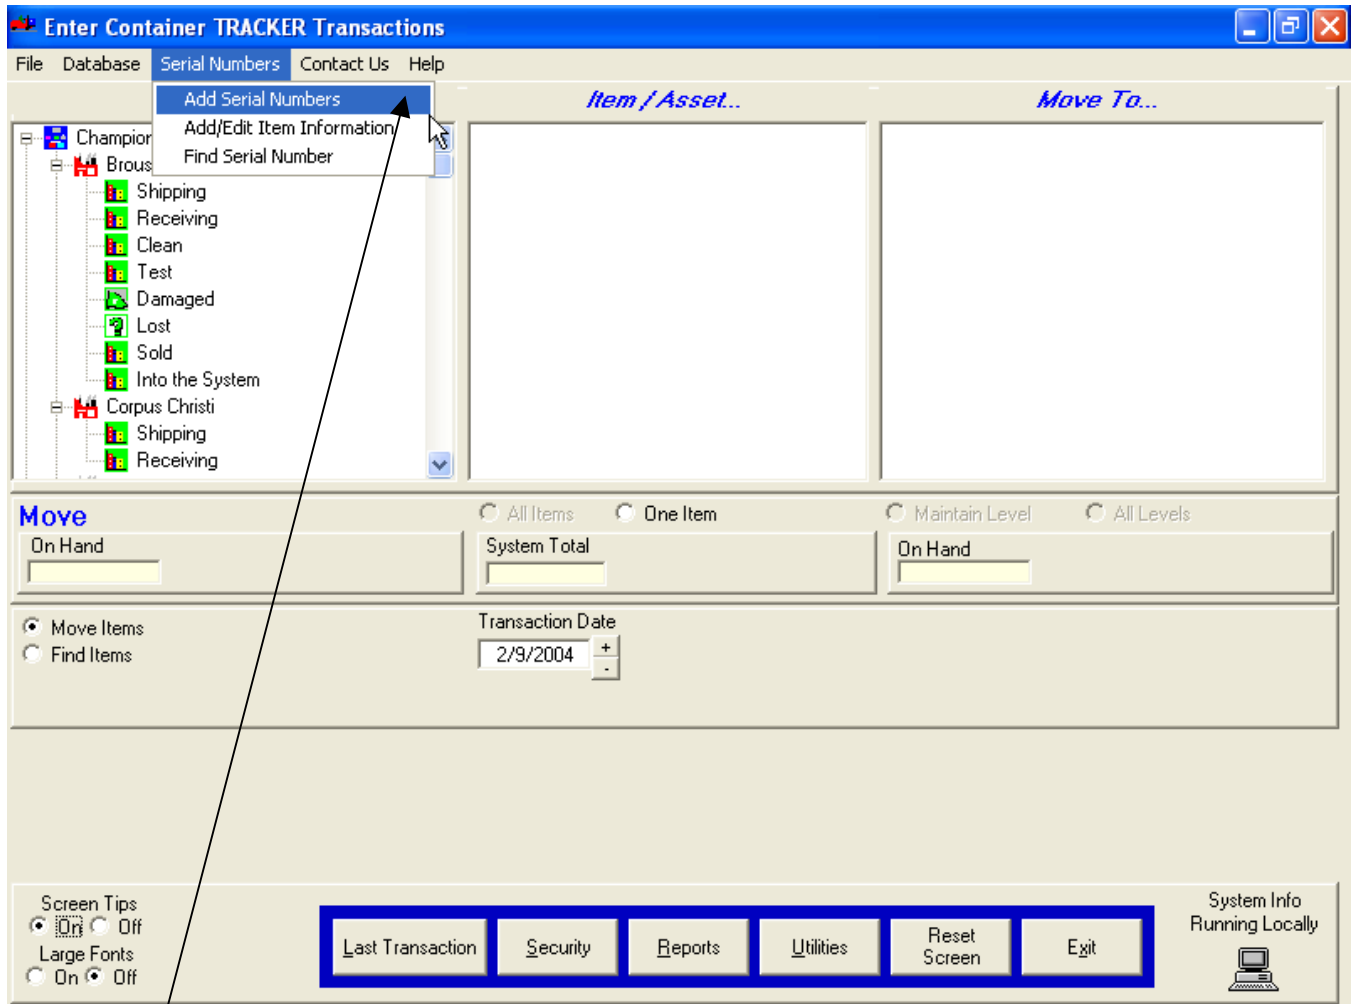 Enter Container TRACKER Transactions
File Database Serial Numbers Contact Us Help
Add Serial Numbers
Add/Edit Item Information
Find Serial Number
Item / Asset...
Move To...
Champion
Brous
Shipping
Receiving
Clean
Test
Damaged
Lost
Sold
Into the System
Corpus Christi
Shipping
Receiving
Move
All Items One Item
Maintain Level All Levels
On Hand
System Total
On Hand
Move Items
Find Items
Transaction Date
2/9/2004
+
-
Screen Tips
On Off
Large Fonts
On Off
Last Transaction
Security
Reports
Utilities
Reset
Screen
Exit
System Info
Running Locally